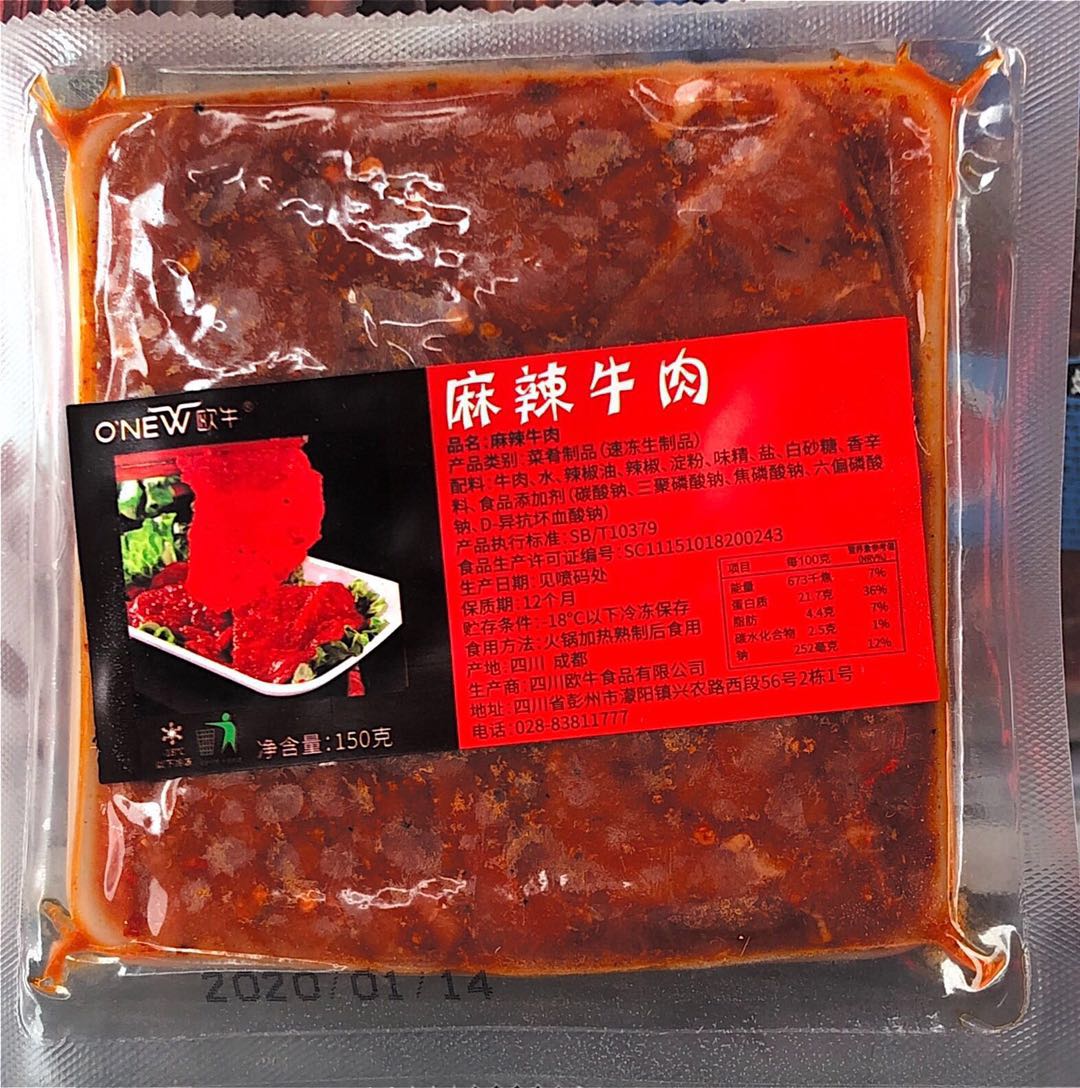 麻辣牛肉
O'NEW欧牛®
品名:麻辣牛肉
产品类别:菜肴制品(速冻生制品)
配料:牛肉、水、辣椒油、辣椒、淀粉、味精、盐、白砂糖、香辛
料、食品添加剂(碳酸钠、三聚磷酸钠、焦磷酸钠、六偏磷酸
钠、D-异抗坏血酸钠)
产品执行标准:SB/T10379
食品生产许可证编号:SC11151018200243
生产日期:见喷码处
保质期:12个月
贮存条件:-18℃以下冷冻保存
食用方法:火锅加热熟制后食用
产地:四川 成都
生产商:四川欧牛食品有限公司
地址:四川省彭州市濛阳镇兴农路西段56号2栋1号
电话:028-83811777
项目 每100克 营养素参考值(NRV%)
能量 673千焦 7%
蛋白质 21.7克 36%
脂肪 4.4克 7%
碳水化合物 2.5克 1%
钠 252毫克 12%
-18℃
以下冷冻
净含量:150克
2020/01/14